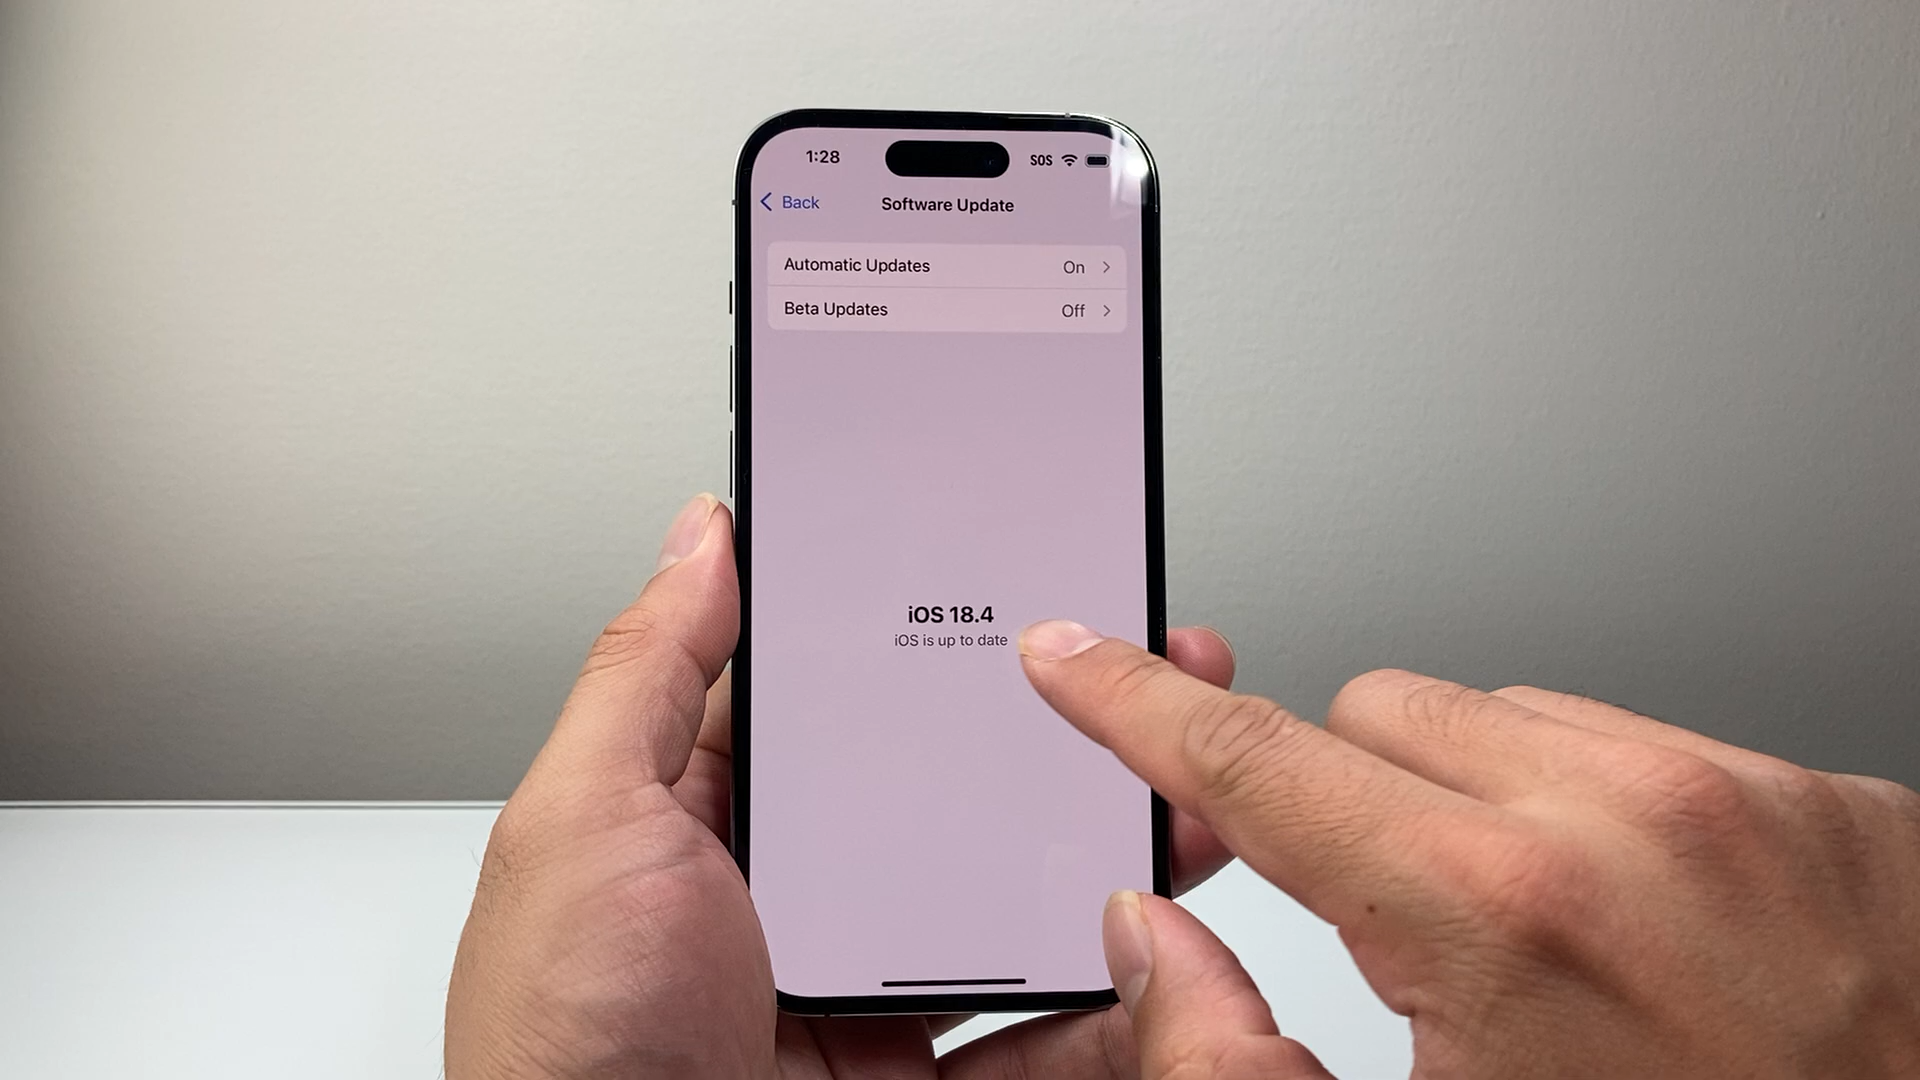 1:28
SOS
Back
Software Update
Automatic Updates On
Beta Updates Off
iOS 18.4
iOS is up to date